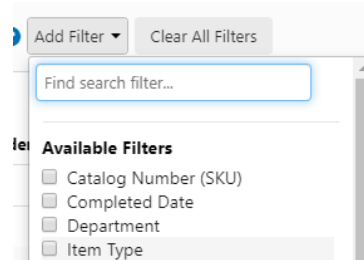 Add Filter Clear All Filters
Find search filter...
Available Filters
Catalog Number (SKU)
Completed Date
Department
Item Type